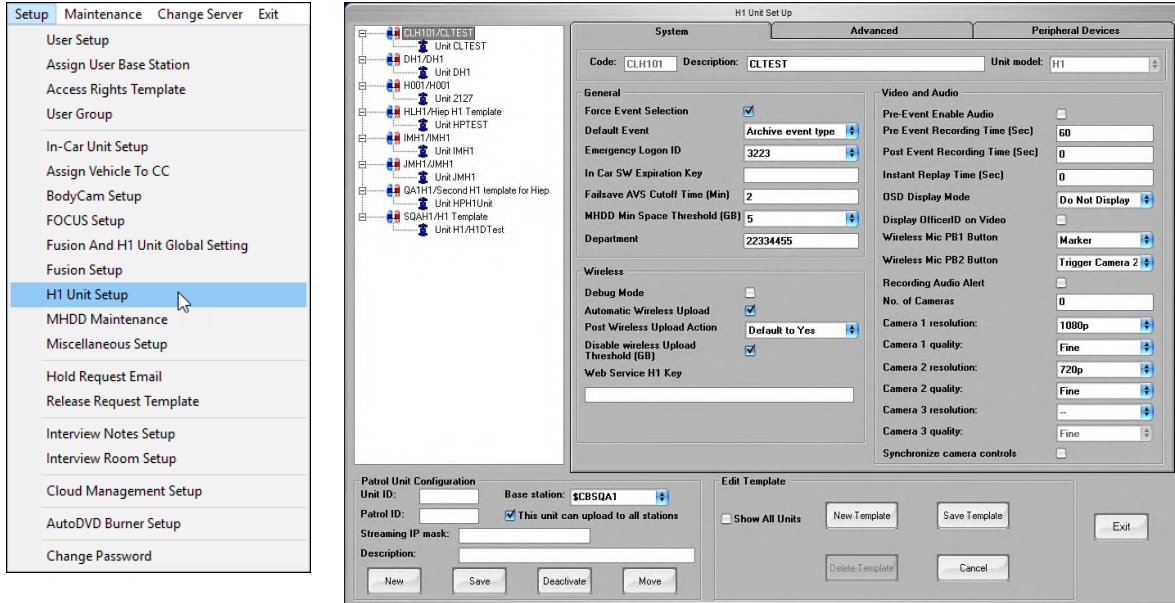 Setup Maintenance Change Server Exit
User Setup
Assign User Base Station
Access Rights Template
User Group
In-Car Unit Setup
Assign Vehicle To CC
BodyCam Setup
FOCUS Setup
Fusion And H1 Unit Global Setting
Fusion Setup
H1 Unit Setup
MHDD Maintenance
Miscellaneous Setup
Hold Request Email
Release Request Template
Interview Notes Setup
Interview Room Setup
Cloud Management Setup
AutoDVD Burner Setup
Change Password
H1 Unit Set Up
CLH101/CLTEST
Unit CLTEST
DH1/DH1
Unit DH1
H001/H001
Unit 2127
HLH1/Hiep H1 Template
Unit HPTEST
IMH1/IMH1
Unit IMH1
JMH1/JMH1
Unit JMH1
QA1H1/Second H1 template for Hiep
Unit HPH1Unit
SQAH1/H1 Template
Unit H1/H1DTest
System Advanced Peripheral Devices
Code: CLH101 Description: CLTEST Unit model: H1
General
Force Event Selection
Default Event Archive event type
Emergency Logon ID 3223
In Car SW Expiration Key
Failsave AVS Cutoff Time (Min) 2
MHDD Min Space Threshold (GB) 5
Department 22334455
Wireless
Debug Mode
Automatic Wireless Upload
Post Wireless Upload Action Default to Yes
Disable wireless Upload
Threshold (GB)
Web Service H1 Key
Video and Audio
Pre-Event Enable Audio
Pre Event Recording Time (Sec) 60
Post Event Recording Time (Sec) 0
Instant Replay Time (Sec) 0
OSD Display Mode Do Not Display
Display OfficerID on Video
Wireless Mic PB1 Button Marker
Wireless Mic PB2 Button Trigger Camera 2
Recording Audio Alert
No. of Cameras 0
Camera 1 resolution: 1080p
Camera 1 quality: Fine
Camera 2 resolution: 720p
Camera 2 quality: Fine
Camera 3 resolution: --
Camera 3 quality: Fine
Synchronize camera controls
Patrol Unit Configuration
Unit ID: Base station: $CBSQA1
Patrol ID: This unit can upload to all stations
Streaming IP mask:
Description:
New Save Deactivate Move
Edit Template
Show All Units New Template Save Template
Delete Template Cancel
Exit